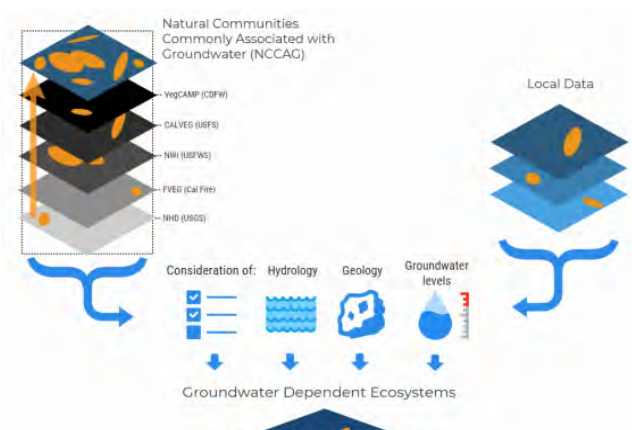 Natural Communities
Commonly Associated with
Groundwater (NCCAG)
Local Data
VegCAMP (CDFW)
CALVEG (USFS)
NWI (USFWS)
FVEG (Cal Fire)
NHD (USGS)
Consideration of:
Hydrology
Geology
Groundwater
levels
Groundwater Dependent Ecosystems